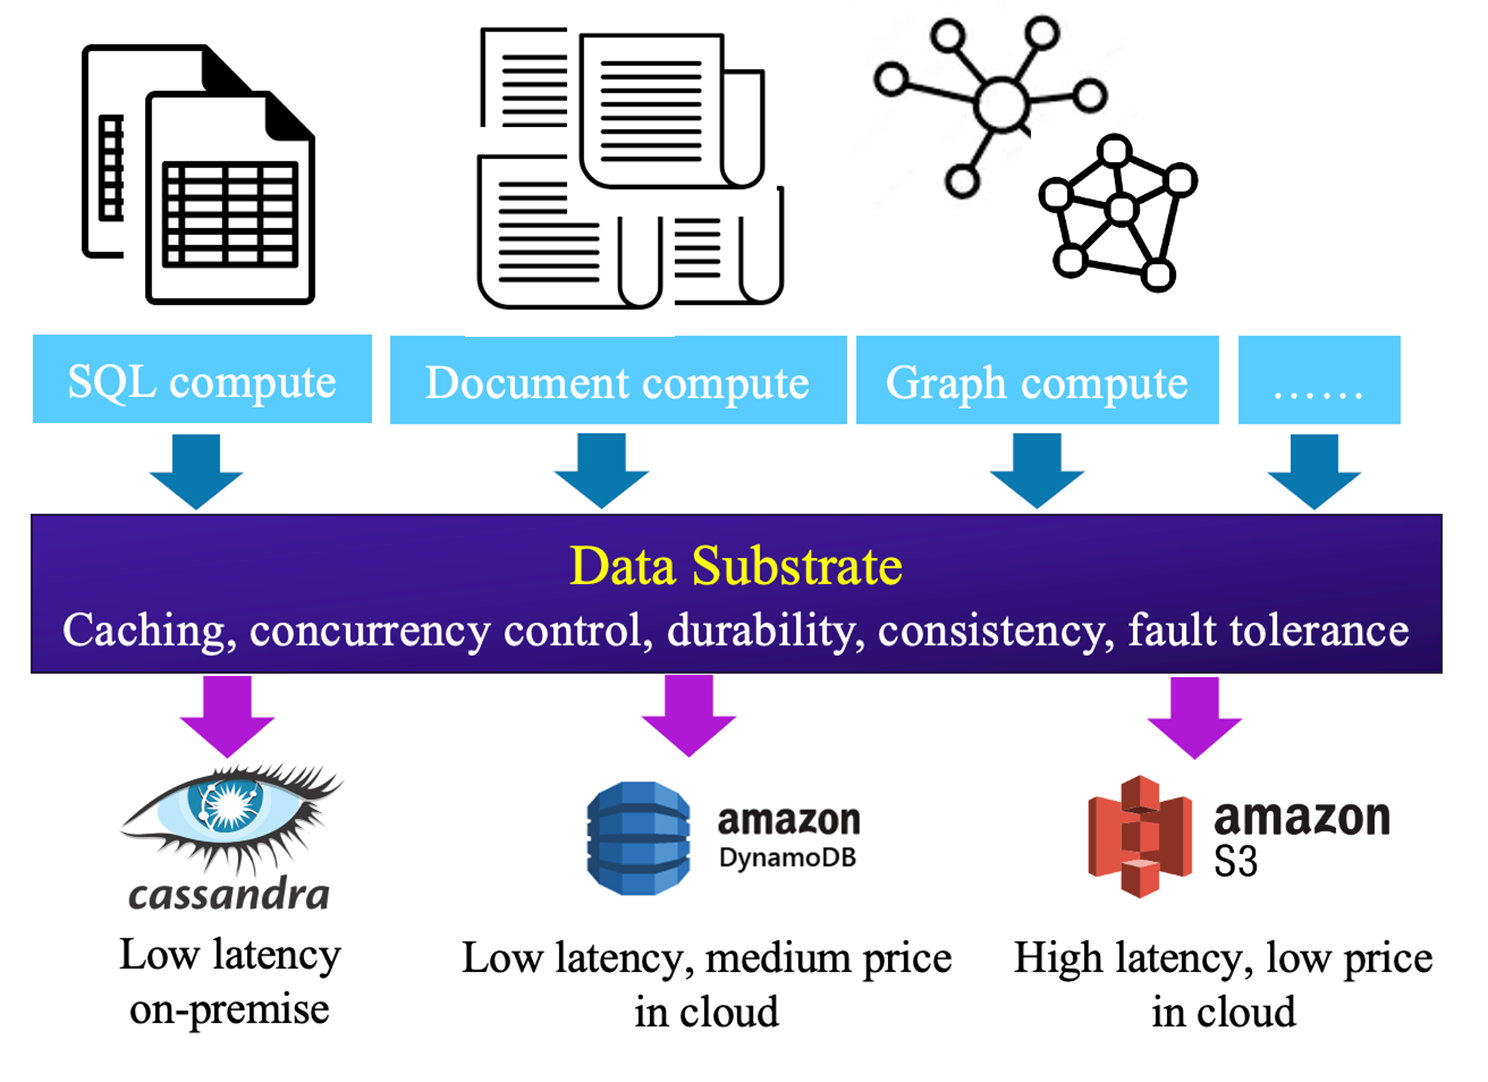 SQL compute
Document compute
Graph compute
......
Data Substrate
Caching, concurrency control, durability, consistency, fault tolerance
cassandra
amazon
DynamoDB
amazon
S3
Low latency
on-premise
Low latency, medium price
in cloud
High latency, low price
in cloud